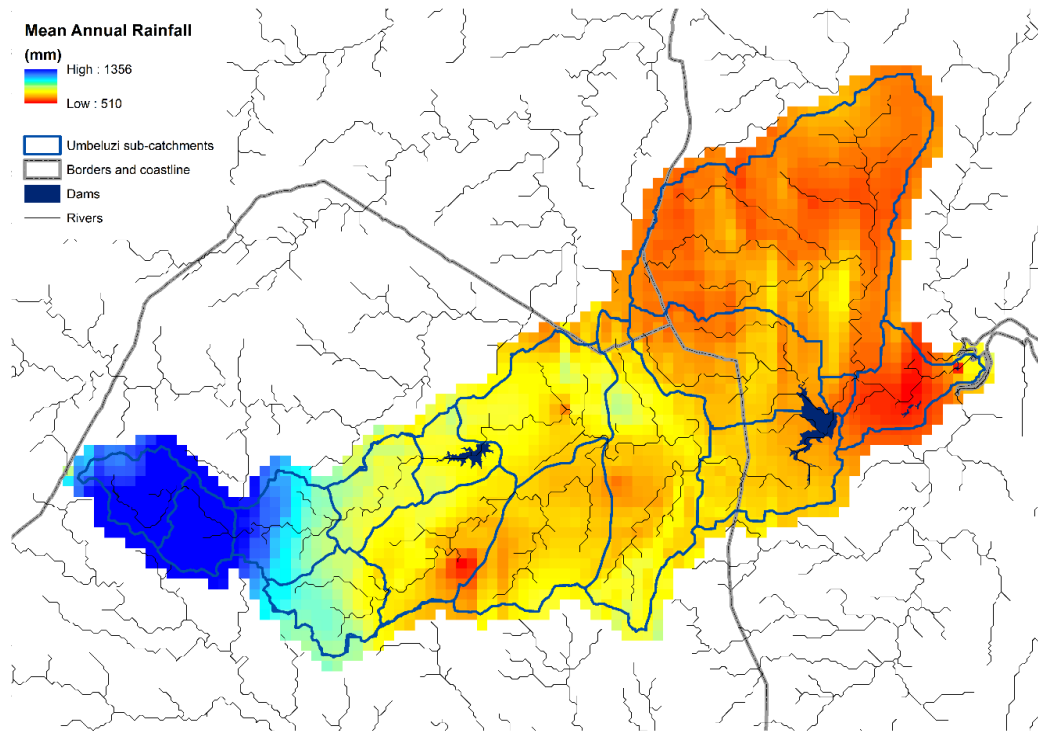 Mean Annual Rainfall
(mm)
High : 1356
Low : 510
Umbeluzi sub-catchments
Borders and coastline
Dams
Rivers